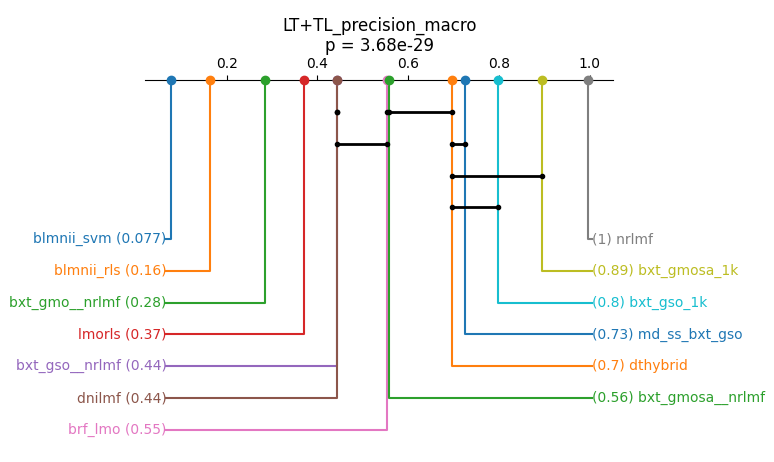 LT+TL_precision_macro
p = 3.68e-29
0.2 0.4 0.6 0.8 1.0
blmnii_svm (0.077) (1) nrlmf
blmnii_rls (0.16) (0.89) bxt_gmosa_1k
bxt_gmo__nrlmf (0.28) (0.8) bxt_gso_1k
lmorls (0.37) (0.73) md_ss_bxt_gso
bxt_gso__nrlmf (0.44) (0.7) dthybrid
dnilmf (0.44) (0.56) bxt_gmosa__nrlmf
brf_lmo (0.55)